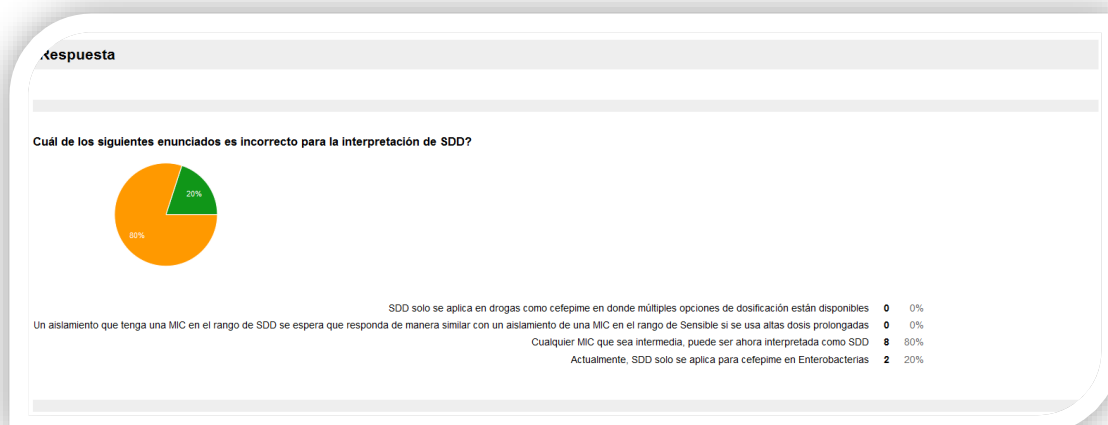 Respuesta
Cuál de los siguientes enunciados es incorrecto para la interpretación de SDD?
20%
80%
SDD solo se aplica en drogas como cefepime en donde múltiples opciones de dosificación están disponibles 0 0%
Un aislamiento que tenga una MIC en el rango de SDD se espera que responda de manera similar con un aislamiento de una MIC en el rango de Sensible si se usa altas dosis prolongadas 0 0%
Cualquier MIC que sea intermedia, puede ser ahora interpretada como SDD 8 80%
Actualmente, SDD solo se aplica para cefepime en Enterobacterias 2 20%